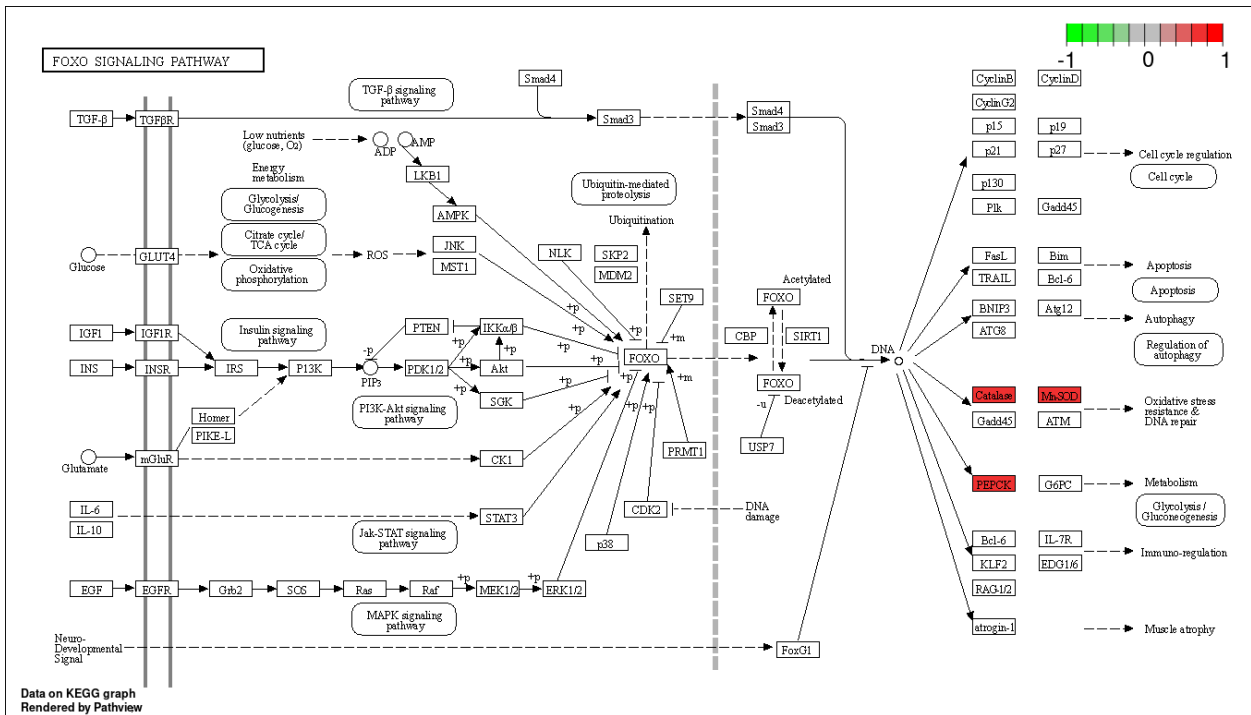 FOXO SIGNALING PATHWAY
-1 0 1
TGF-β signaling
pathway
Smad4
TGF-β
TGFβR
Smad3
Smad4
Smad3
Low nutrients
(glucose, O2)
ADP
AMP
Energy
metabolism
LKB1
Glycolysis/
Glucogenesis
AMPK
Ubiquitin-mediated
proteolysis
Ubiquitination
Citrate cycle/
TCA cycle
Glucose
GLUT4
ROS
JNK
MST1
Oxidative
phosphorylation
NLK
SKP2
MDM2
SET9
Acetylated
FOXO
CBP
SIRT1
FOXO
Deacetylated
-u
USP7
IGF1
IGF1R
Insulin signaling
pathway
PTEN
IKKα/β
+p
+p
+p
+p
+m
INS
INSR
IRS
P13K
-p
PIP3
PDK1/2
+p
+p
+p
Akt
+p
FOXO
+p
SGK
+p
PI3K-Akt signaling
pathway
+p
+p
+p
+m
Homer
PIKE-L
Glutamate
mGluR
CK1
PRMT1
IL-6
IL-10
STAT3
Jak-STAT signaling
pathway
p38
CDK2
DNA
damage
EGF
EGFR
Grb2
SOS
Ras
Raf
+p
MEK1/2
+p
ERK1/2
MAPK signaling
pathway
Neuro-
Developmental
Signal
FoxG1
DNA
CyclinB
CyclinD
CyclinG2
p15
p19
p21
p27
Cell cycle regulation
Cell cycle
p130
Plk
Gadd45
FasL
Bim
Apoptosis
TRAIL
Bcl-6
Apoptosis
BNIP3
Atg12
Autophagy
ATG8
Regulation of
autophagy
Catalase
Mn-SOD
Oxidative stress
resistance &
DNA repair
Gadd45
ATM
PEPCK
G6PC
Metabolism
Glycolysis /
Gluconeogenesis
Bcl-6
IL-7R
Immuno-regulation
KLF2
EDG1/6
RAG-1/2
atrogin-1
Muscle atrophy
Data on KEGG graph
Rendered by Pathview